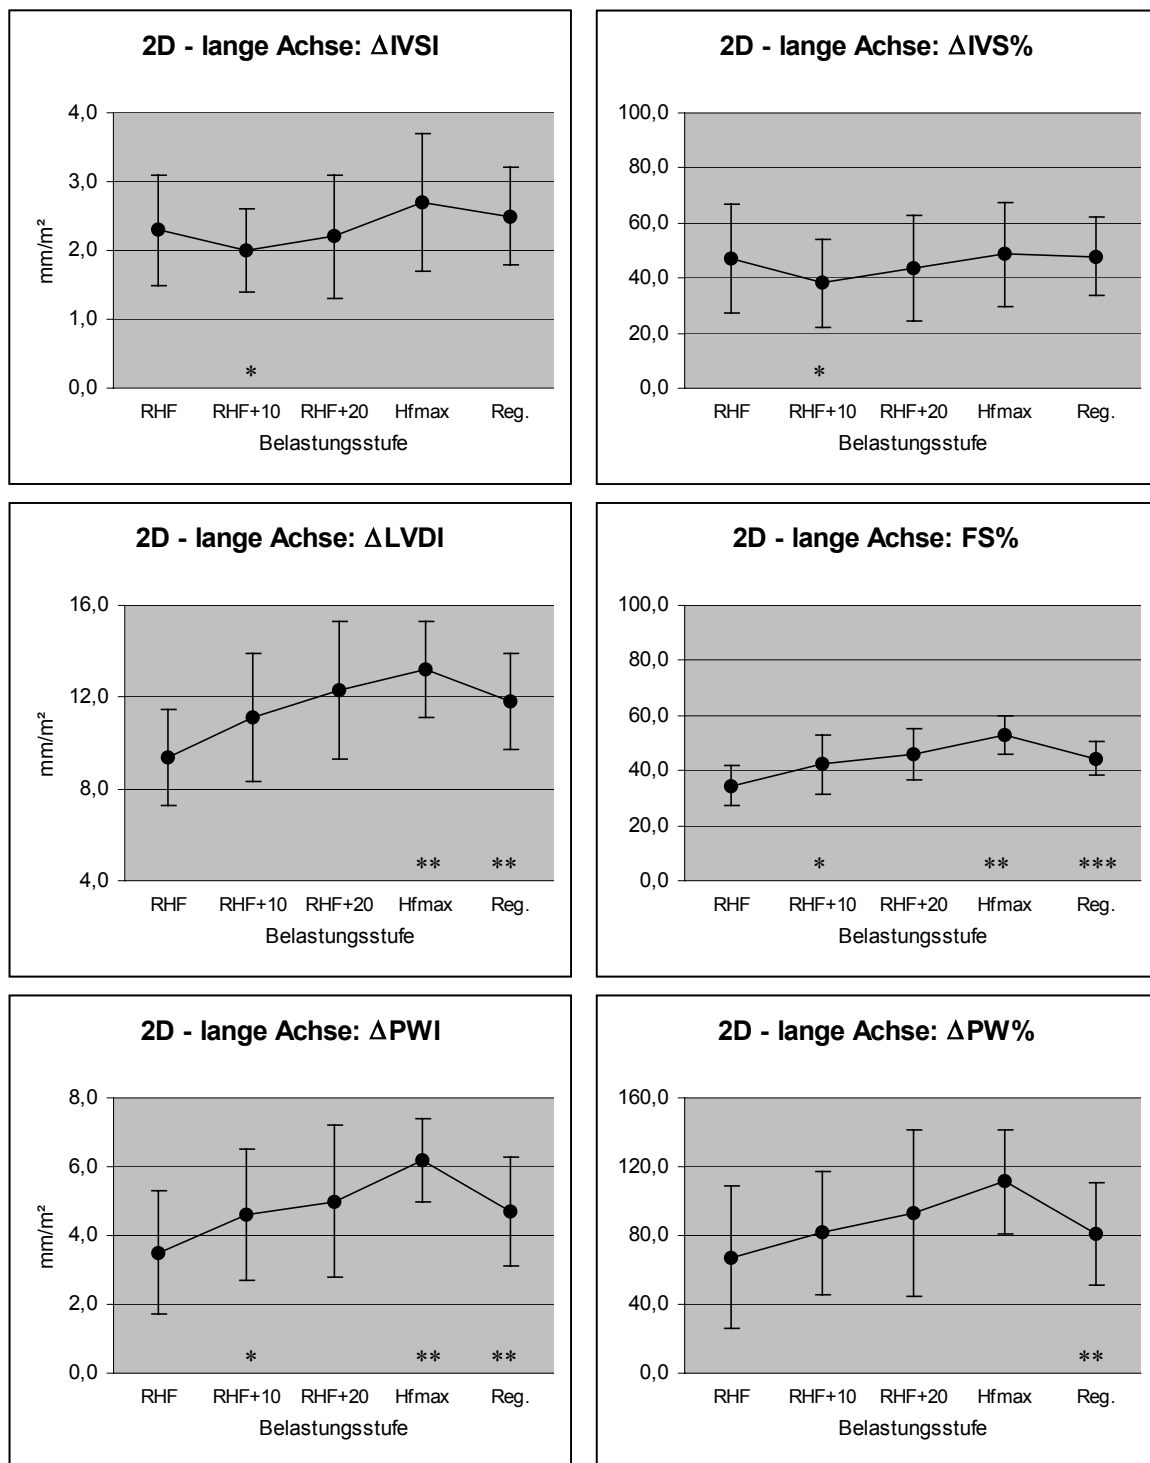 2D - lange Achse: ΔIVSI
4,0
3,0
2,0
1,0
0,0
mm/m²
*
RHF RHF+10 RHF+20 Hfmax Reg.
Belastungsstufe
2D - lange Achse: ΔIVS%
100,0
80,0
60,0
40,0
20,0
0,0
*
RHF RHF+10 RHF+20 Hfmax Reg.
Belastungsstufe
2D - lange Achse: ΔLVDI
16,0
12,0
8,0
4,0
mm/m²
** **
RHF RHF+10 RHF+20 Hfmax Reg.
Belastungsstufe
2D - lange Achse: FS%
100,0
80,0
60,0
40,0
20,0
0,0
* ** ***
RHF RHF+10 RHF+20 Hfmax Reg.
Belastungsstufe
2D - lange Achse: ΔPWI
8,0
6,0
4,0
2,0
0,0
mm/m²
* ** **
RHF RHF+10 RHF+20 Hfmax Reg.
Belastungsstufe
2D - lange Achse: ΔPW%
160,0
120,0
80,0
40,0
0,0
**
RHF RHF+10 RHF+20 Hfmax Reg.
Belastungsstufe